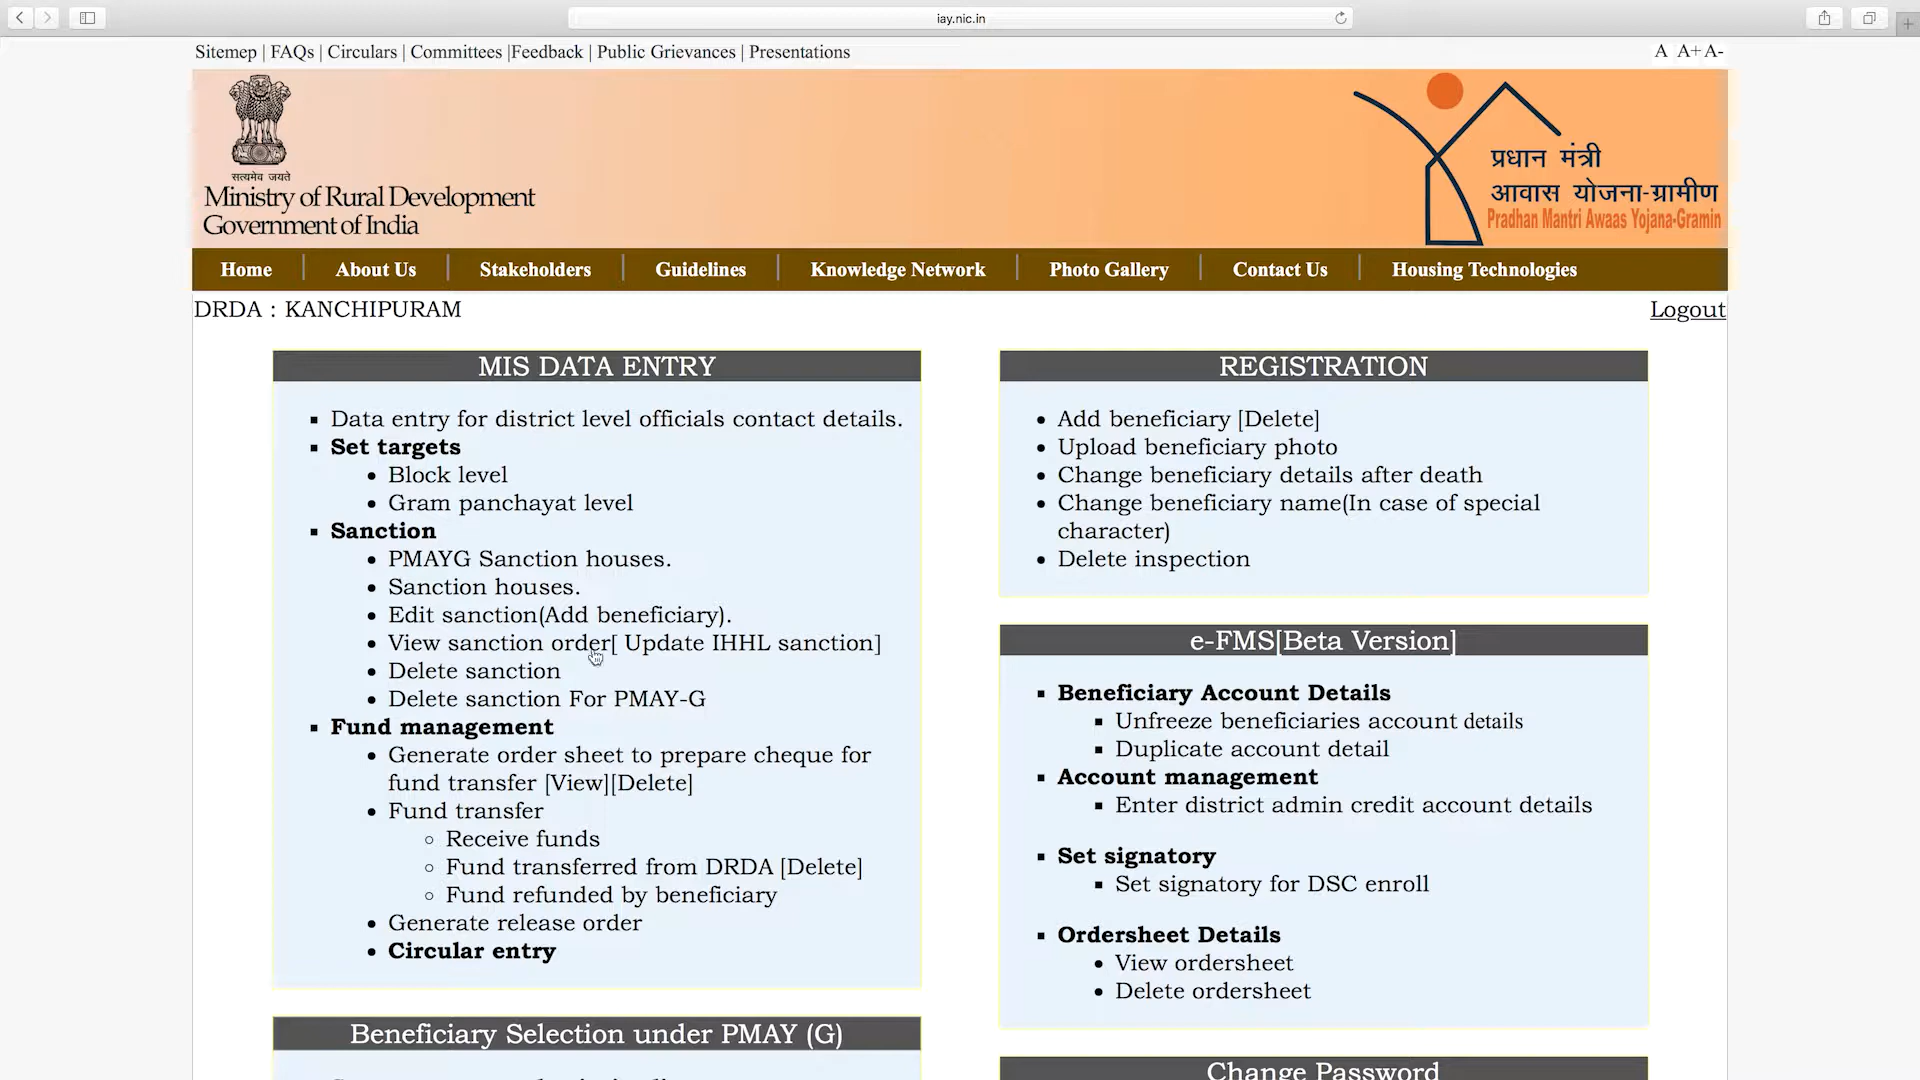 iay.nic.in
Sitemep | FAQs | Circulars | Committees |Feedback | Public Grievances | Presentations
A A+ A-
सत्यमेव जयते
Ministry of Rural Development
Government of India
प्रधान मंत्री
आवास योजना-ग्रामीण
Pradhan Mantri Awaas Yojana-Gramin
Home | About Us | Stakeholders | Guidelines | Knowledge Network | Photo Gallery | Contact Us | Housing Technologies
DRDA : KANCHIPURAM
Logout
MIS DATA ENTRY
Data entry for district level officials contact details.
Set targets
Block level
Gram panchayat level
Sanction
PMAYG Sanction houses.
Sanction houses.
Edit sanction(Add beneficiary).
View sanction order[ Update IHHL sanction]
Delete sanction
Delete sanction For PMAY-G
Fund management
Generate order sheet to prepare cheque for
fund transfer [View][Delete]
Fund transfer
Receive funds
Fund transferred from DRDA [Delete]
Fund refunded by beneficiary
Generate release order
Circular entry
Beneficiary Selection under PMAY (G)
REGISTRATION
Add beneficiary [Delete]
Upload beneficiary photo
Change beneficiary details after death
Change beneficiary name(In case of special
character)
Delete inspection
e-FMS[Beta Version]
Beneficiary Account Details
Unfreeze beneficiaries account details
Duplicate account detail
Account management
Enter district admin credit account details
Set signatory
Set signatory for DSC enroll
Ordersheet Details
View ordersheet
Delete ordersheet
Change Password